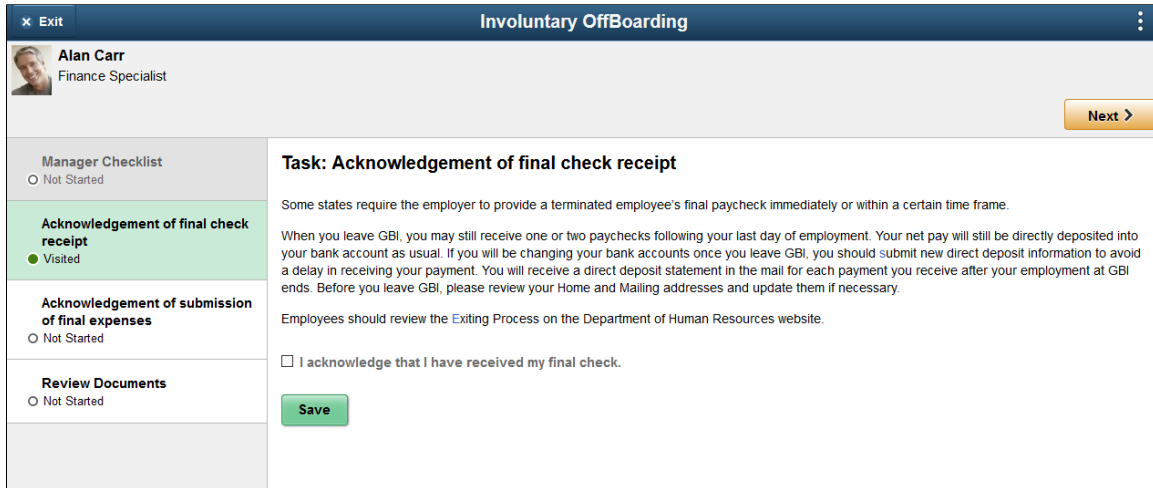 × Exit
Involuntary OffBoarding
Alan Carr
Finance Specialist
Next >
Manager Checklist
Not Started
Acknowledgement of final check
receipt
Visited
Acknowledgement of submission
of final expenses
Not Started
Review Documents
Not Started
Task: Acknowledgement of final check receipt
Some states require the employer to provide a terminated employee's final paycheck immediately or within a certain time frame.
When you leave GBI, you may still receive one or two paychecks following your last day of employment. Your net pay will still be directly deposited into
your bank account as usual. If you will be changing your bank accounts once you leave GBI, you should submit new direct deposit information to avoid
a delay in receiving your payment. You will receive a direct deposit statement in the mail for each payment you receive after your employment at GBI
ends. Before you leave GBI, please review your Home and Mailing addresses and update them if necessary.
Employees should review the Exiting Process on the Department of Human Resources website.
I acknowledge that I have received my final check.
Save